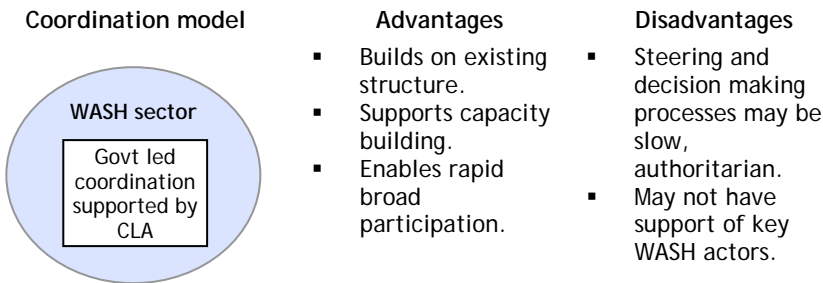 Coordination model
WASH sector
Govt led
coordination
supported by
CLA
Advantages
▪ Builds on existing
structure.
▪ Supports capacity
building.
▪ Enables rapid
broad
participation.
Disadvantages
▪ Steering and
decision making
processes may be
slow,
authoritarian.
▪ May not have
support of key
WASH actors.